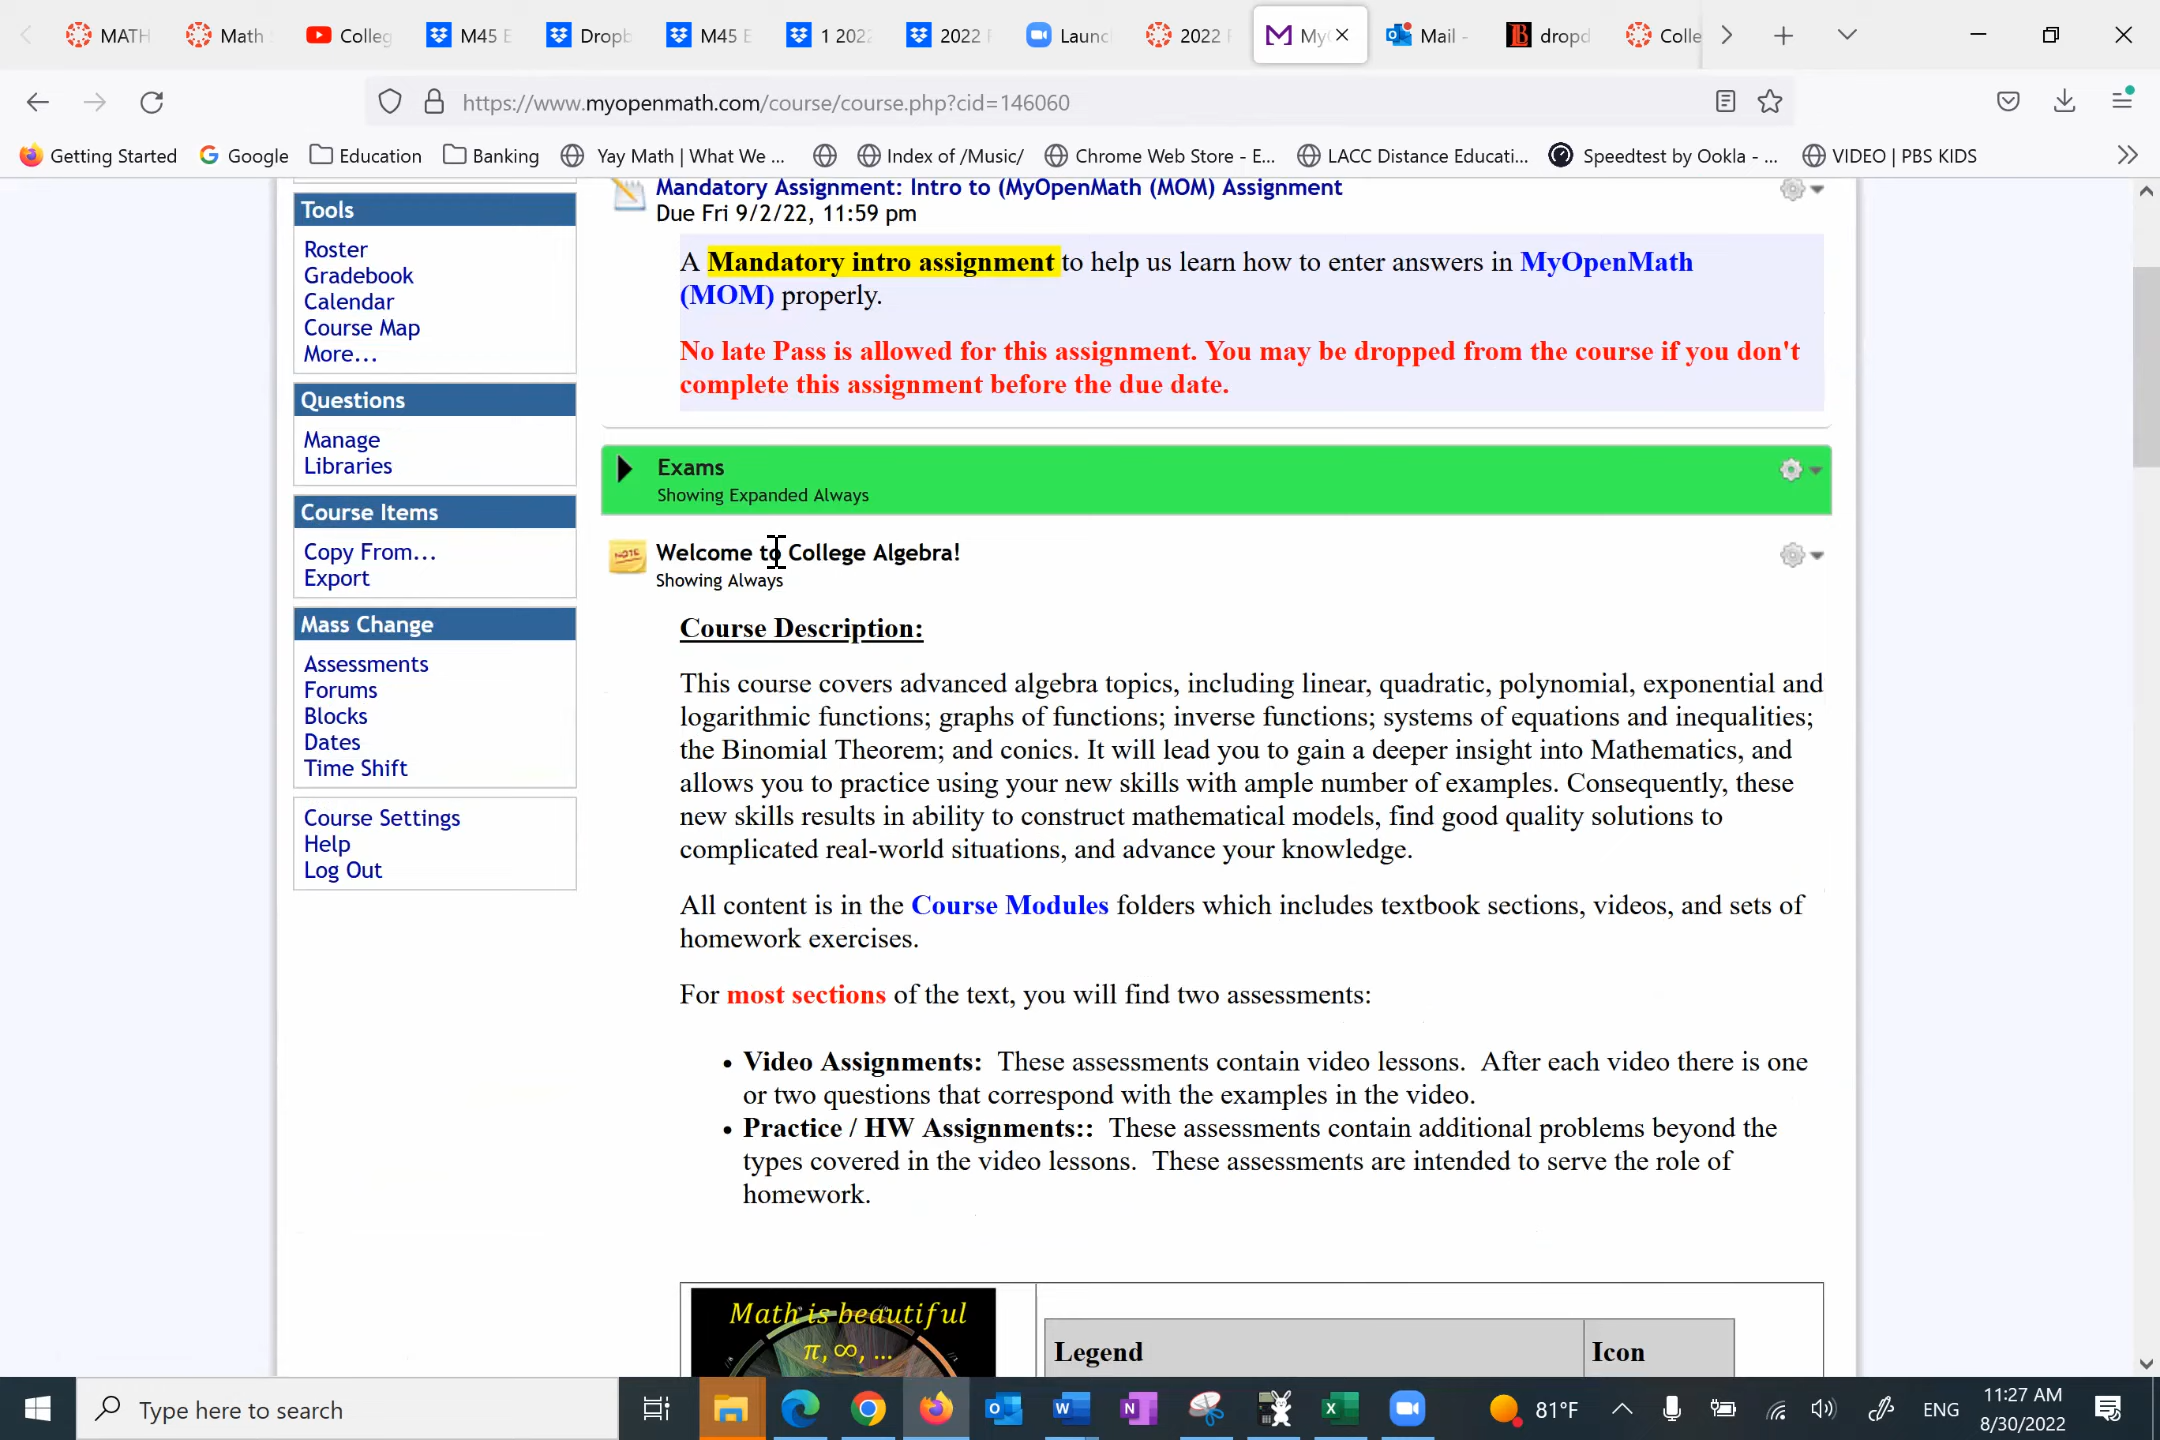 MATH
Math
Colleg
M45 E
Dropb
M45 E
1 2022
2022 F
Launc
2022 F
My
Mail -
dropd
Colle
https://www.myopenmath.com/course/course.php?cid=146060
Getting Started
Google
Education
Banking
Yay Math | What We ...
Index of /Music/
Chrome Web Store - E...
LACC Distance Educati...
Speedtest by Ookla - ...
VIDEO | PBS KIDS
Tools
Roster
Gradebook
Calendar
Course Map
More...
Questions
Manage
Libraries
Course Items
Copy From...
Export
Mass Change
Assessments
Forums
Blocks
Dates
Time Shift
Course Settings
Help
Log Out
Mandatory Assignment: Intro to (MyOpenMath (MOM) Assignment
Due Fri 9/2/22, 11:59 pm
A Mandatory intro assignment to help us learn how to enter answers in MyOpenMath
(MOM) properly.
No late Pass is allowed for this assignment. You may be dropped from the course if you don't
complete this assignment before the due date.
Exams
Showing Expanded Always
NOTE
Welcome to College Algebra!
Showing Always
Course Description:
This course covers advanced algebra topics, including linear, quadratic, polynomial, exponential and
logarithmic functions; graphs of functions; inverse functions; systems of equations and inequalities;
the Binomial Theorem; and conics. It will lead you to gain a deeper insight into Mathematics, and
allows you to practice using your new skills with ample number of examples. Consequently, these
new skills results in ability to construct mathematical models, find good quality solutions to
complicated real-world situations, and advance your knowledge.
All content is in the Course Modules folders which includes textbook sections, videos, and sets of
homework exercises.
For most sections of the text, you will find two assessments:
• Video Assignments: These assessments contain video lessons. After each video there is one
or two questions that correspond with the examples in the video.
• Practice / HW Assignments:: These assessments contain additional problems beyond the
types covered in the video lessons. These assessments are intended to serve the role of
homework.
Math is beautiful
π, ∞, ...
Legend
Icon
Type here to search
81°F
ENG
11:27 AM
8/30/2022